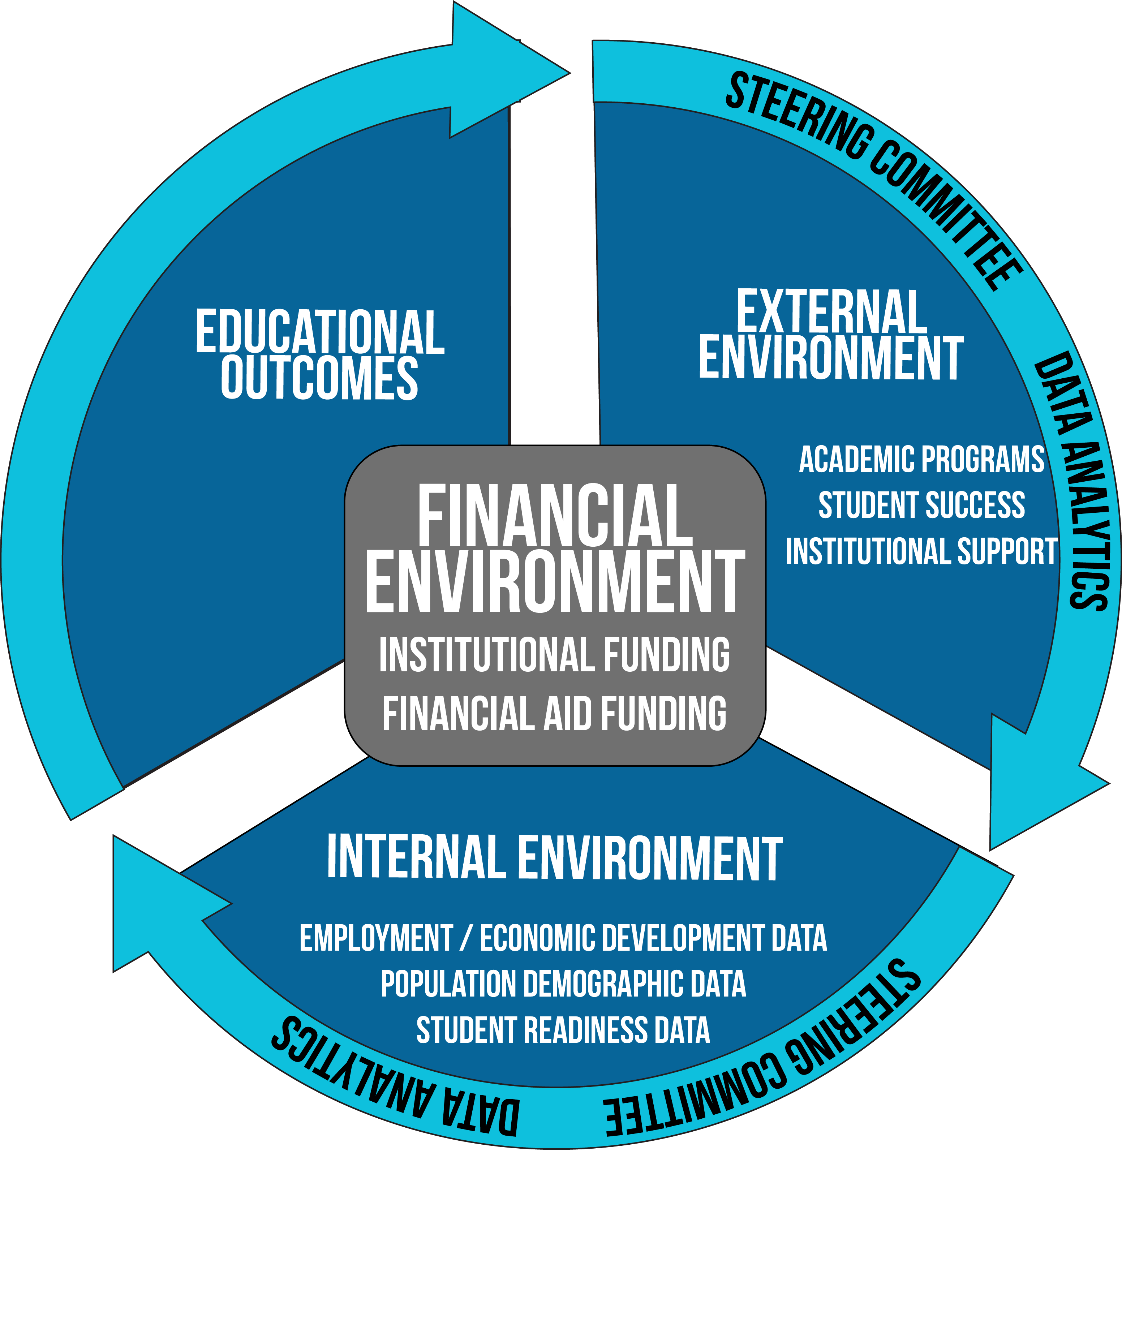 STEERING COMMITTEE
DATA ANALYTICS
EDUCATIONAL
OUTCOMES
EXTERNAL
ENVIRONMENT
ACADEMIC PROGRAMS
STUDENT SUCCESS
INSTITUTIONAL SUPPORT
FINANCIAL
ENVIRONMENT
INSTITUTIONAL FUNDING
FINANCIAL AID FUNDING
INTERNAL ENVIRONMENT
EMPLOYMENT / ECONOMIC DEVELOPMENT DATA
POPULATION DEMOGRAPHIC DATA
STUDENT READINESS DATA
STEERING COMMITTEE
DATA ANALYTICS